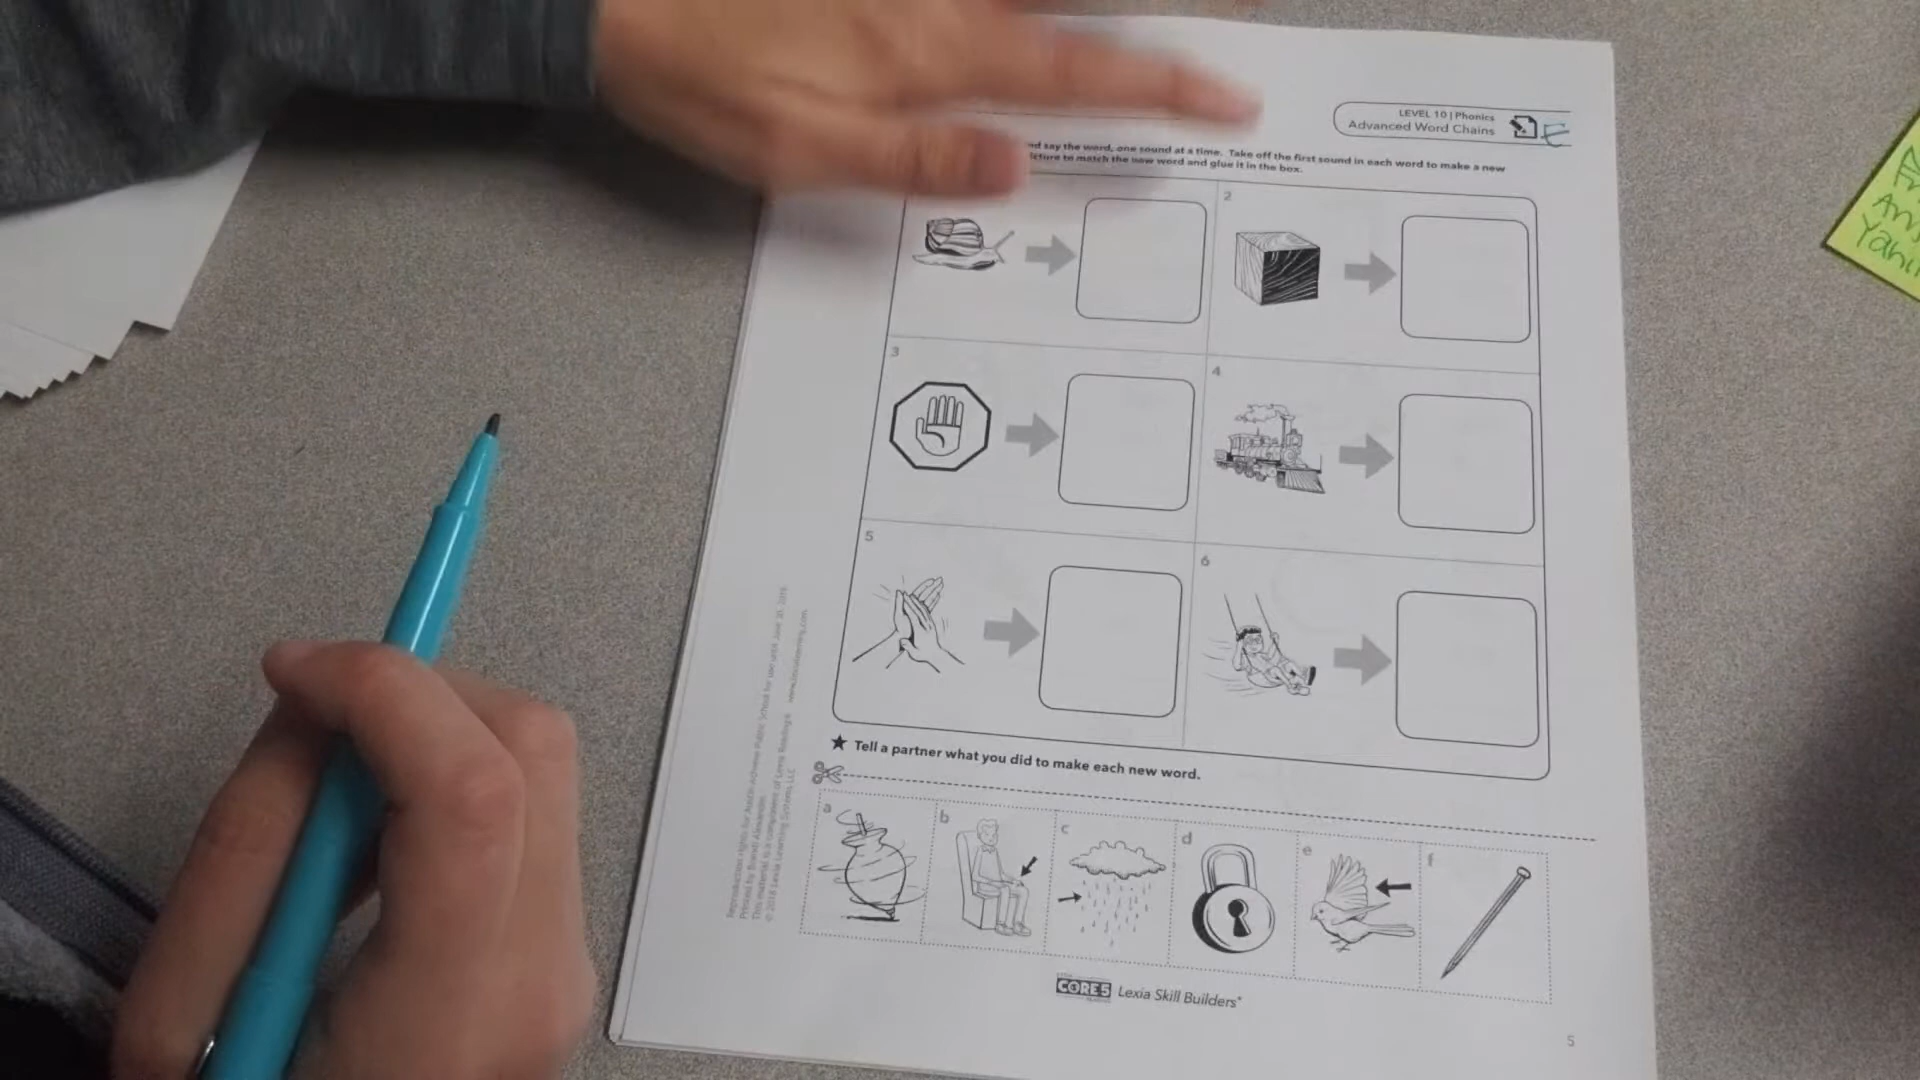 LEVEL 10 | Phonics
Advanced Word Chains
E
nd say the word, one sound at a time. Take off the first sound in each word to make a new
icture to match the new word and glue it in the box.
2
3
4
5
6
★ Tell a partner what you did to make each new word.
a
b
c
d
e
f
CORE5 Lexia Skill Builders®
5